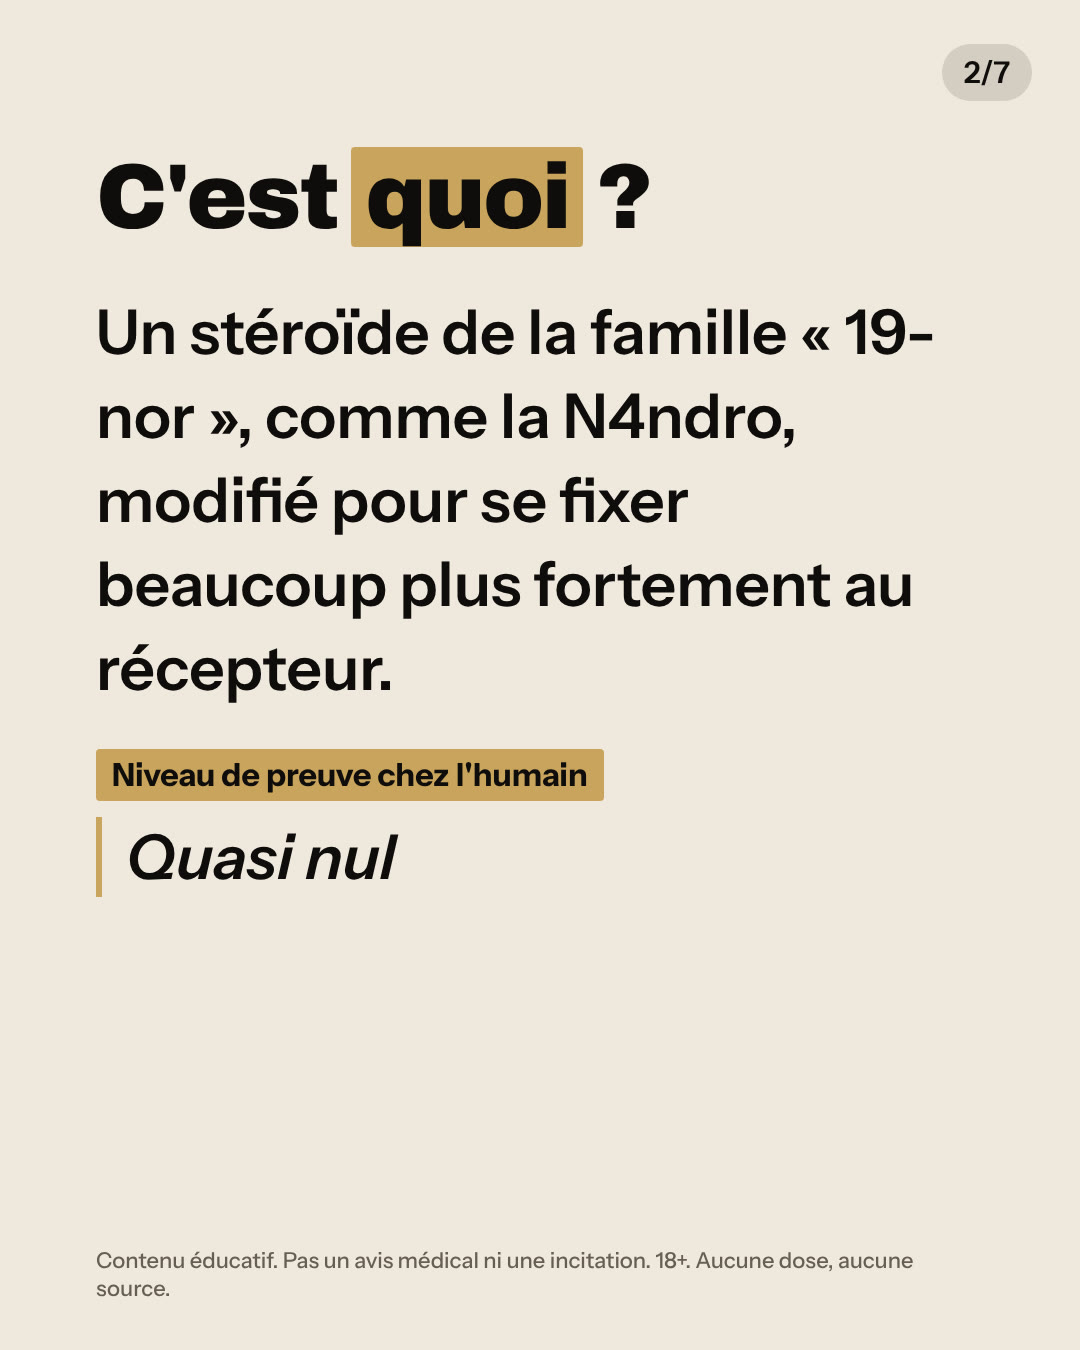 2/7
C'est quoi ?
Un stéroïde de la famille « 19-
nor », comme la N4ndro,
modifié pour se fixer
beaucoup plus fortement au
récepteur.
Niveau de preuve chez l'humain
Quasi nul
Contenu éducatif. Pas un avis médical ni une incitation. 18+. Aucune dose, aucune
source.